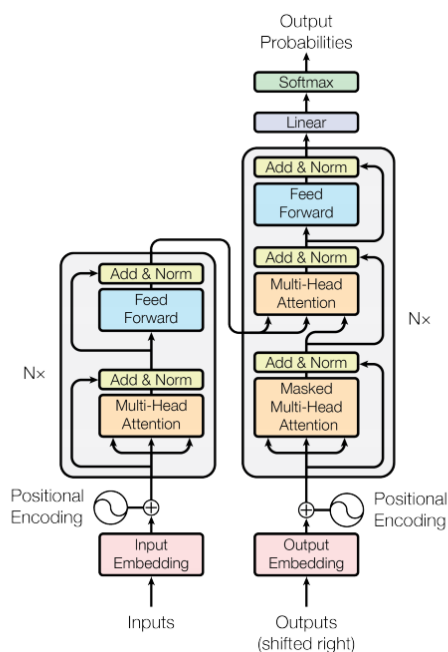 Output
Probabilities
Softmax
Linear
Add & Norm
Feed
Forward
Add & Norm
Multi-Head
Attention
Nx
Add & Norm
Masked
Multi-Head
Attention
Positional
Encoding
Output
Embedding
Outputs
(shifted right)
Add & Norm
Feed
Forward
Nx
Add & Norm
Multi-Head
Attention
Positional
Encoding
Input
Embedding
Inputs